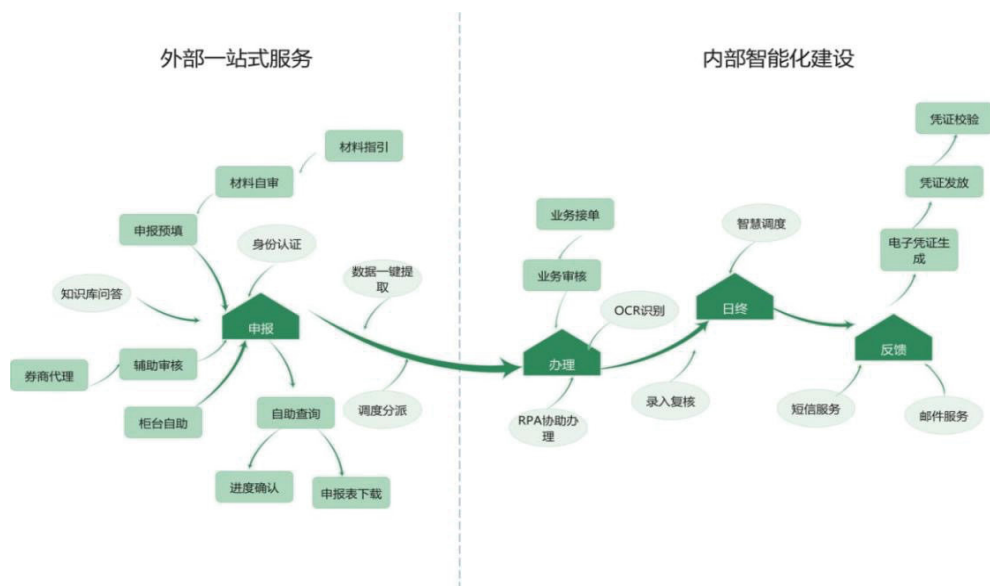 外部一站式服务
内部智能化建设
材料指引
材料自审
申报预填
身份认证
知识库问答
数据一键提
取
申报
券商代理
辅助审核
柜台自助
自助查询
调度分派
进度确认
申报表下载
业务接单
业务审核
OCR识别
办理
RPA协助办
理
录入复核
智慧调度
日终
凭证校验
凭证发放
电子凭证生
成
反馈
短信服务
邮件服务